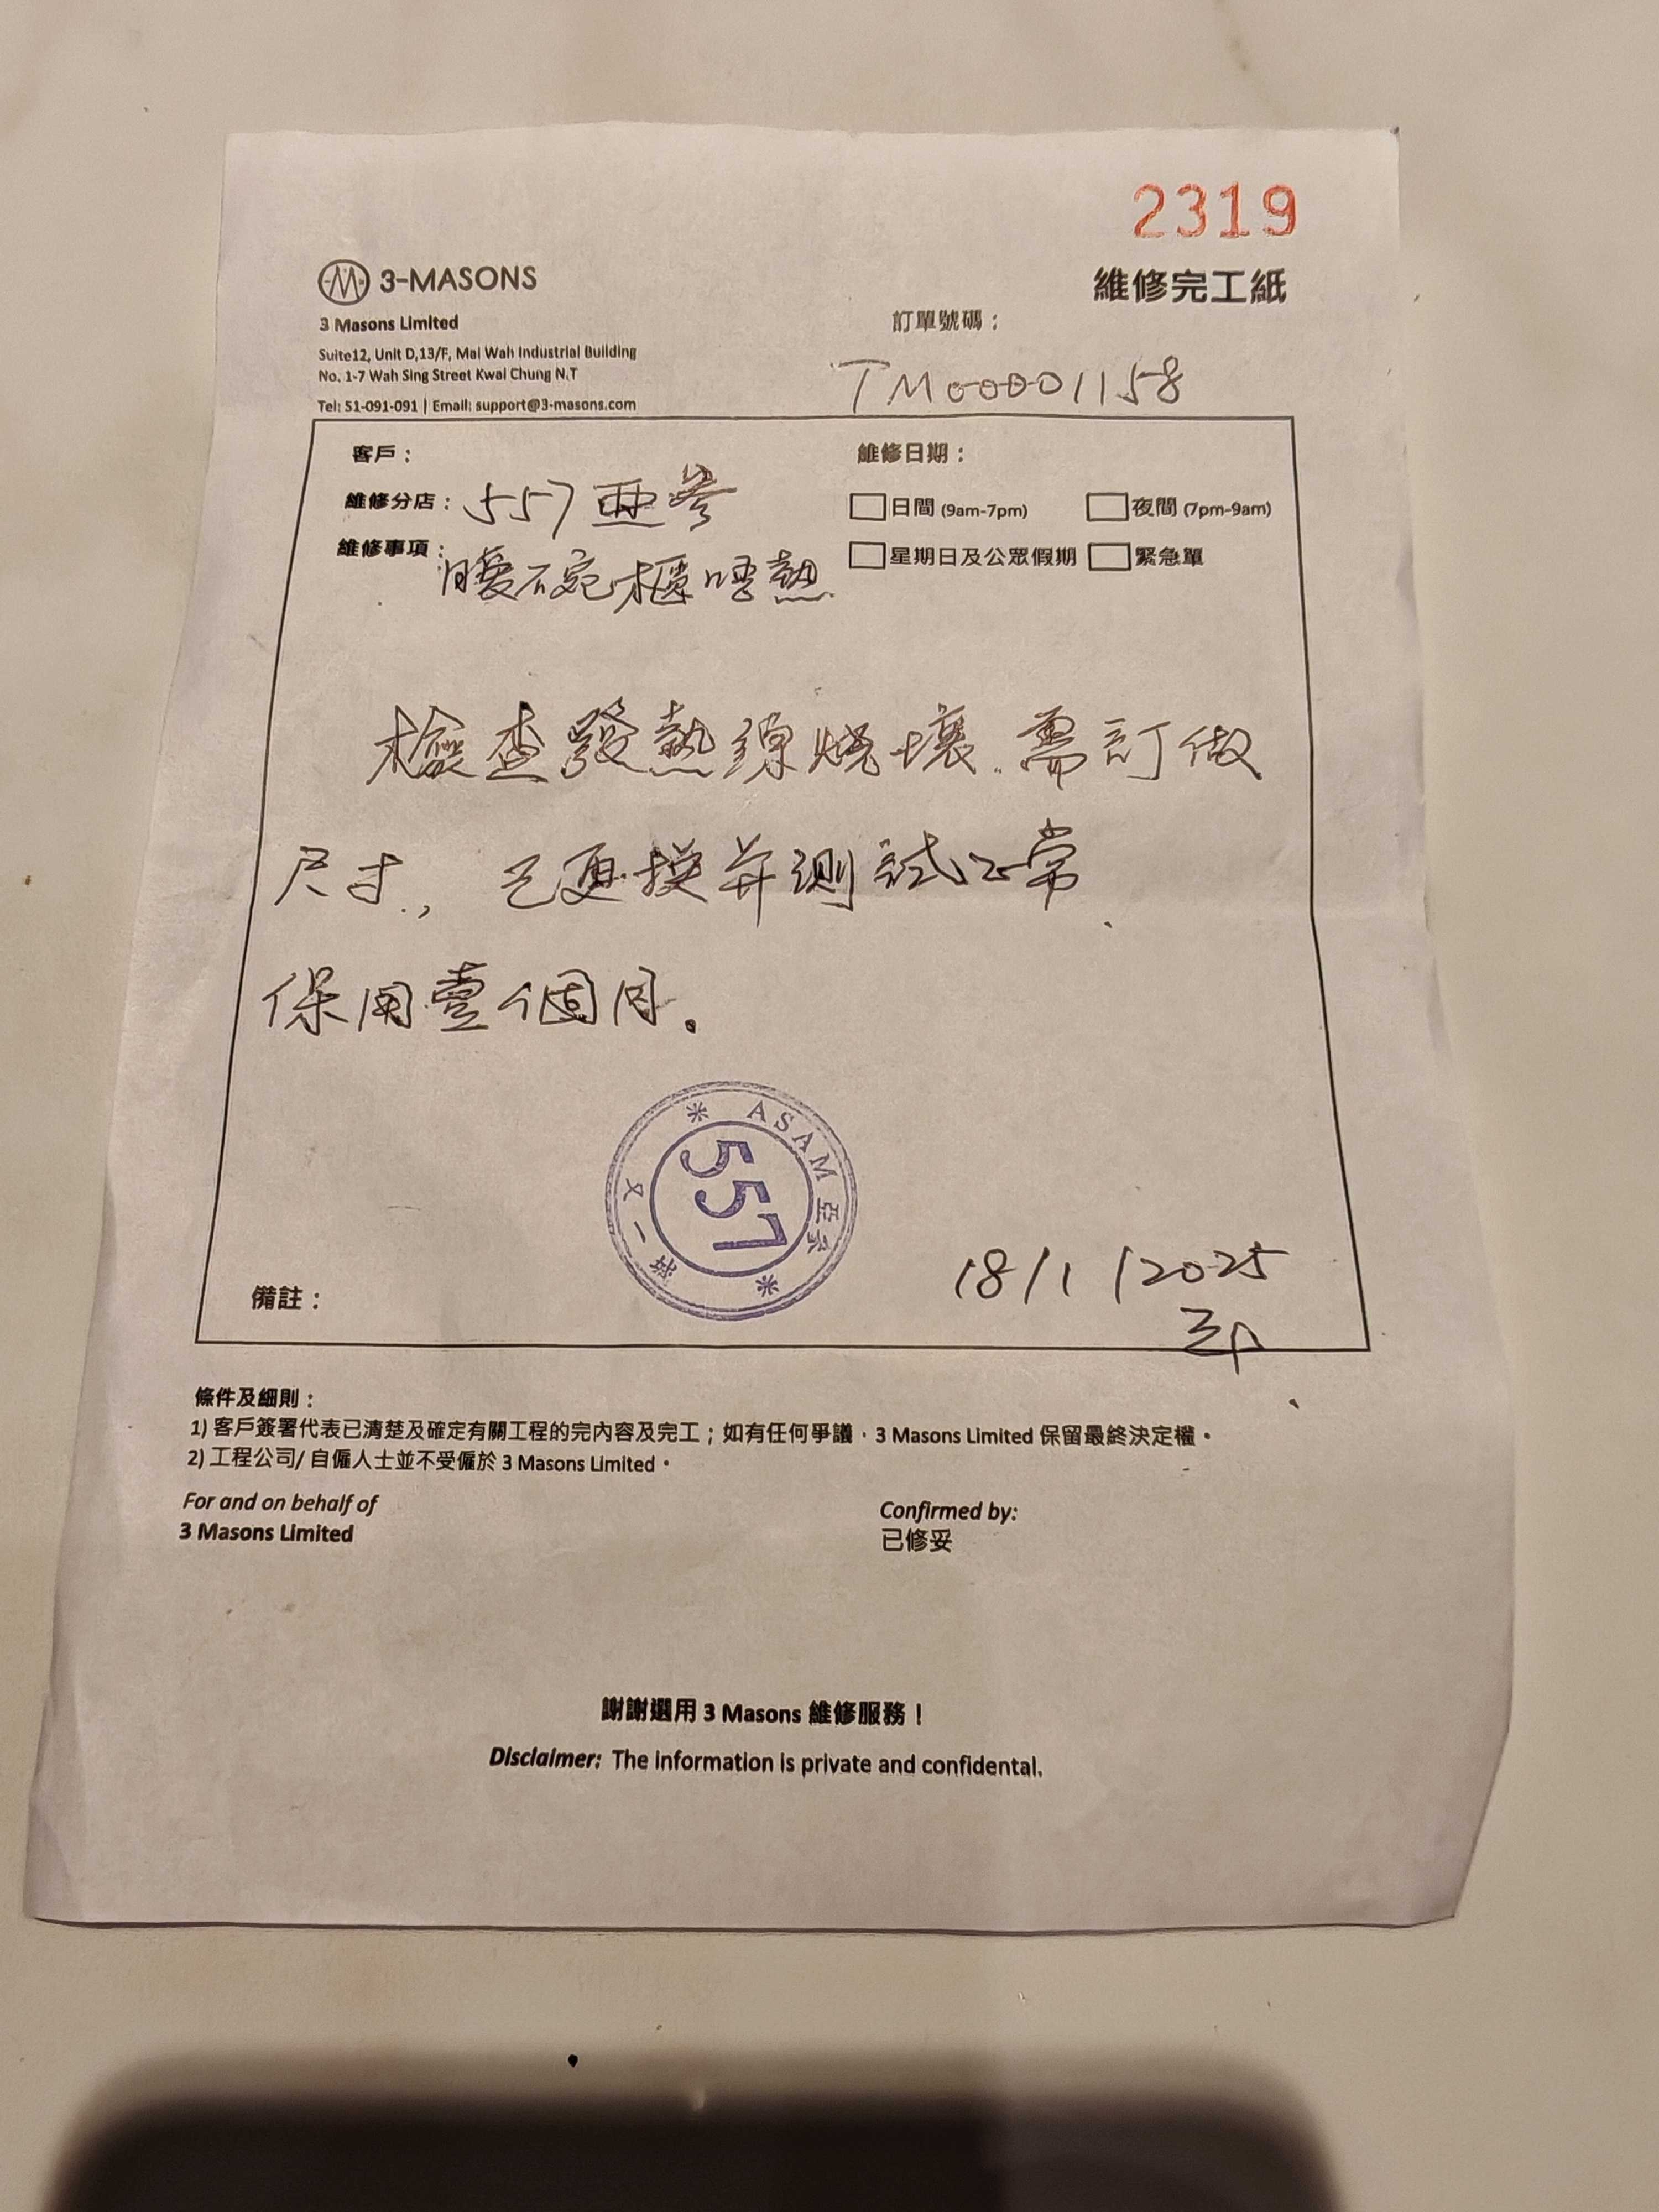 2319
3-MASONS
維修完工紙
3 Masons Limited
訂單號碼：
Suite12, Unit D,13/F, Mai Wah Industrial Building
No. 1-7 Wah Sing Street Kwai Chung N.T
TM00001158
Tel: 51-091-091 | Email: support@3-masons.com
客戶：
維修日期：
維修分店：557亜參
日間 (9am-7pm) 夜間 (7pm-9am)
維修事項：暖碗櫃唔熱
星期日及公眾假期 緊急單
檢查發熱線燒壞.需訂做
尺寸., 已更換并測試正常.
保用壹個月.
ASAM 亞參
557
18/1/2025
備註：
條件及細則：
1) 客戶簽署代表已清楚及確定有關工程的完內容及完工；如有任何爭議，3 Masons Limited 保留最終決定權。
2) 工程公司/ 自僱人士並不受僱於 3 Masons Limited。
For and on behalf of
3 Masons Limited
Confirmed by:
已修妥
謝謝選用 3 Masons 維修服務！
Disclaimer: The information is private and confidental.